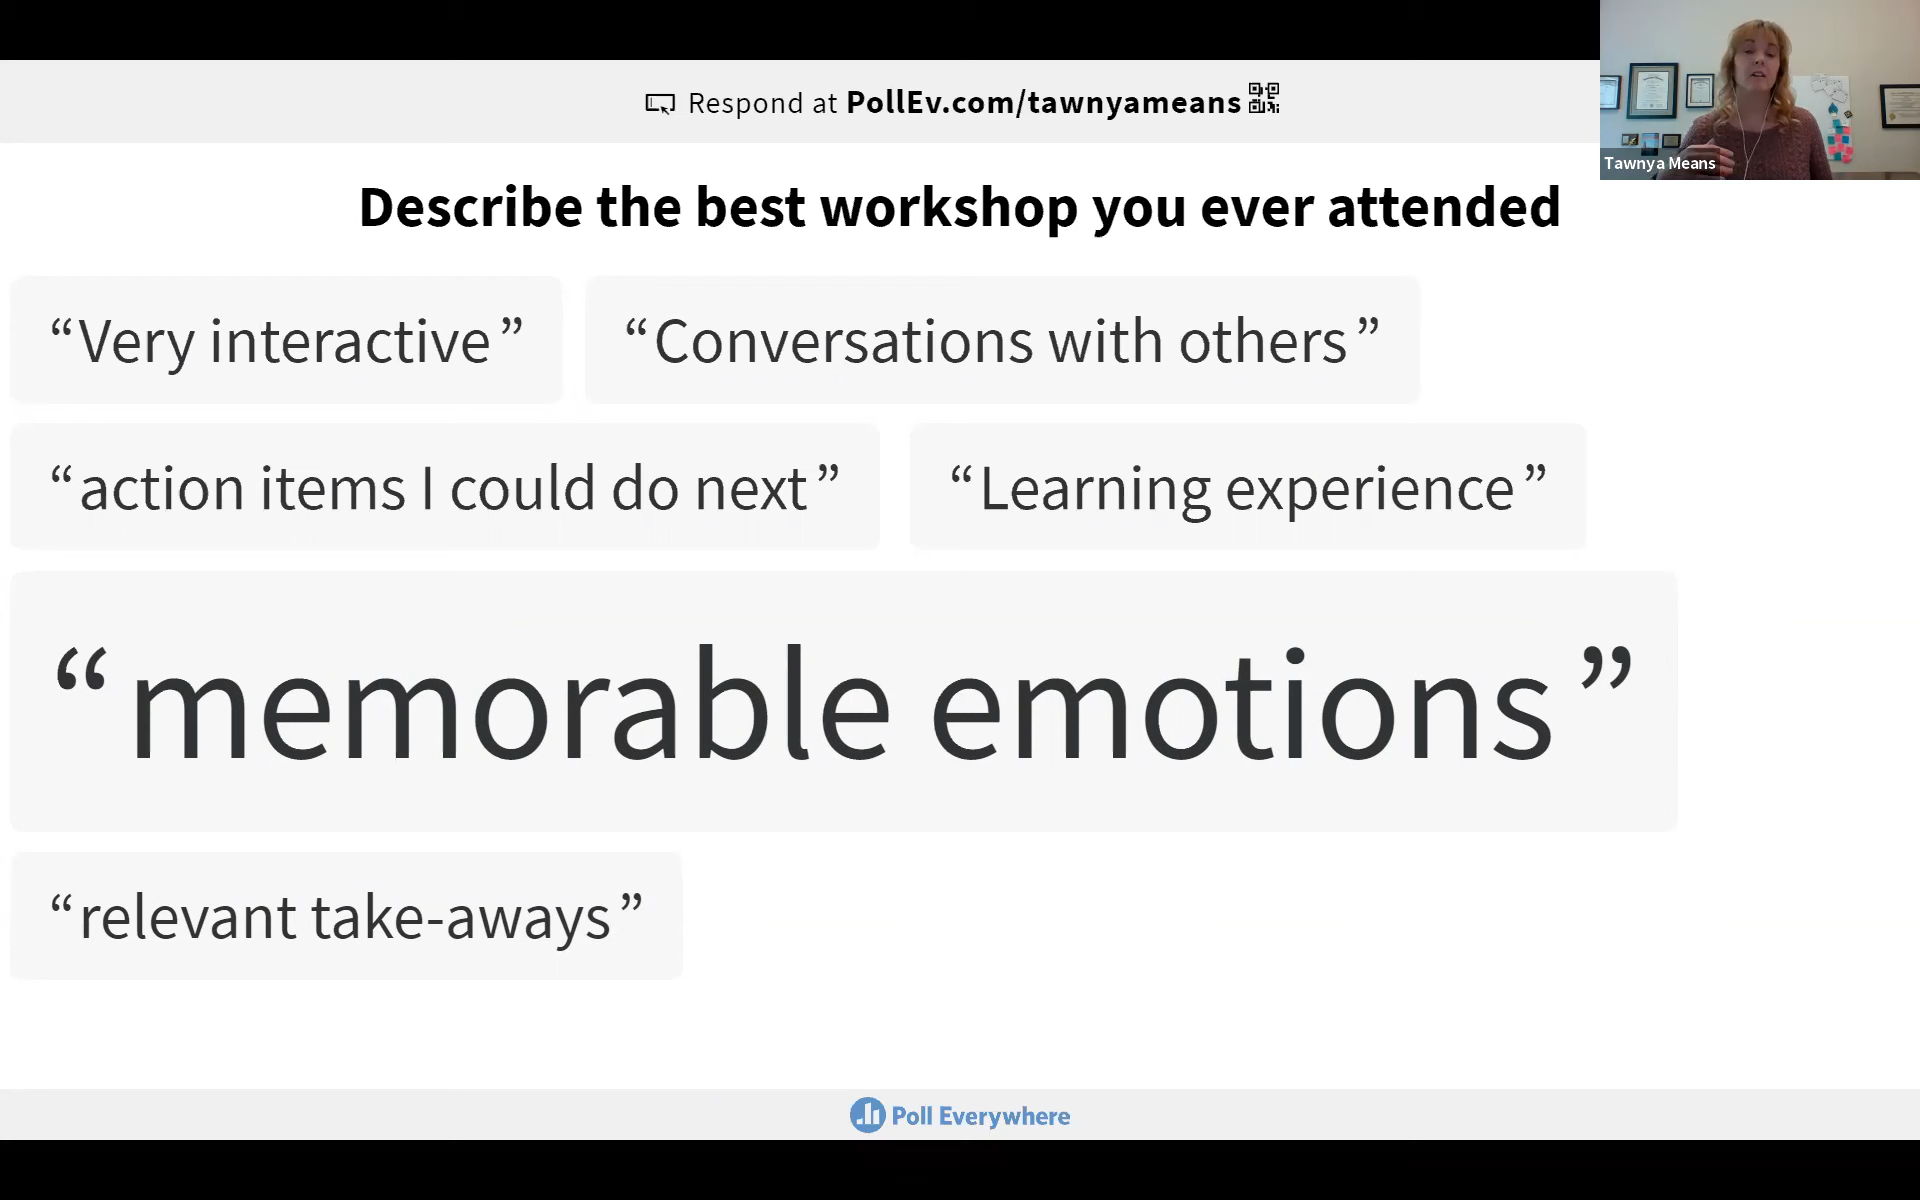 Respond at PollEv.com/tawnyameans
Tawnya Means
Describe the best workshop you ever attended
“Very interactive”
“Conversations with others”
“action items I could do next”
“Learning experience”
“memorable emotions”
“relevant take-aways”
Poll Everywhere